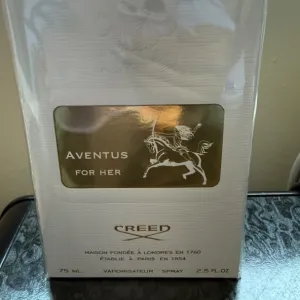 AVENTUS
FOR HER
CREED
MAISON FONDÉE À LONDRES EN 1760
ÉTABLIE À PARIS EN 1854
75 ML VAPORISATEUR SPRAY 2.5 FL OZ